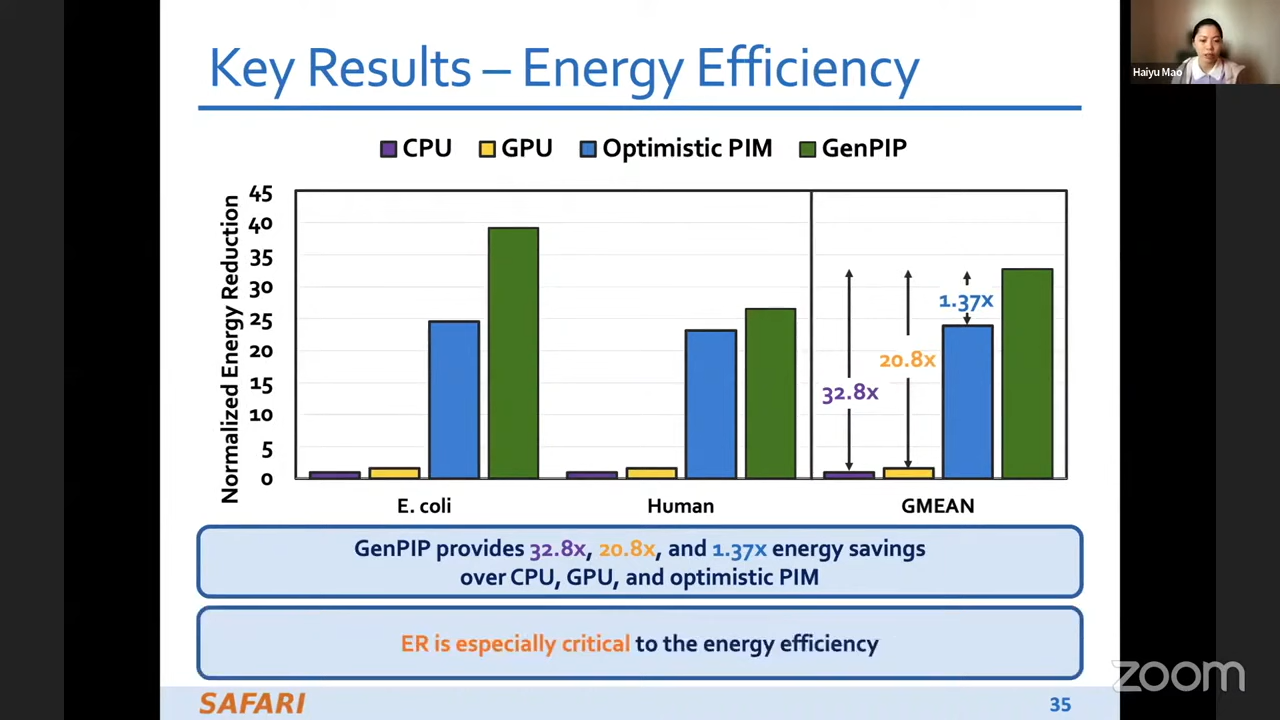 Key Results – Energy Efficiency
Haiyu Mao
CPU GPU Optimistic PIM GenPIP
Normalized Energy Reduction
45
40
35
30
25
20
15
10
5
0
1.37x
20.8x
32.8x
E. coli Human GMEAN
GenPIP provides 32.8x, 20.8x, and 1.37x energy savings
over CPU, GPU, and optimistic PIM
ER is especially critical to the energy efficiency
zoom
SAFARI
35